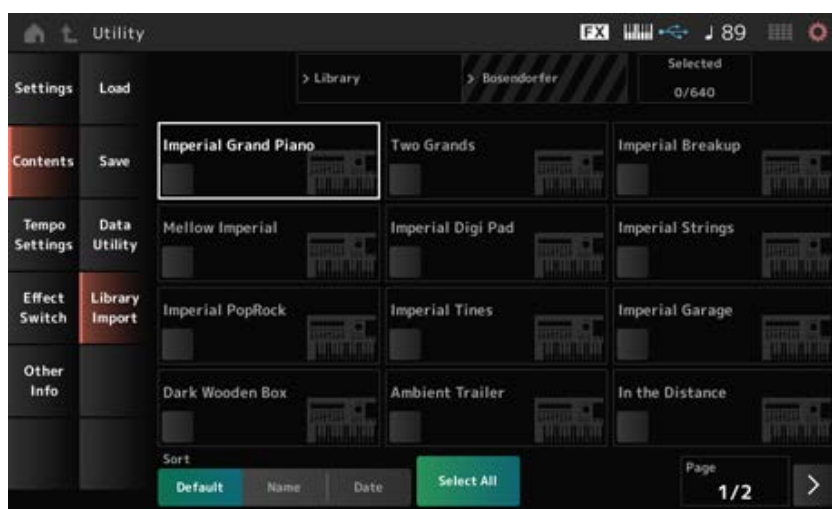 Utility
FX
♩ 89
Settings
Load
> Library
> Bosendorfer
Selected
0/640
Contents
Save
Imperial Grand Piano
Two Grands
Imperial Breakup
Tempo
Settings
Data
Utility
Mellow Imperial
Imperial Digi Pad
Imperial Strings
Effect
Switch
Library
Import
Imperial PopRock
Imperial Tines
Imperial Garage
Other
Info
Dark Wooden Box
Ambient Trailer
In the Distance
Sort
Default
Name
Date
Select All
Page
1/2
>